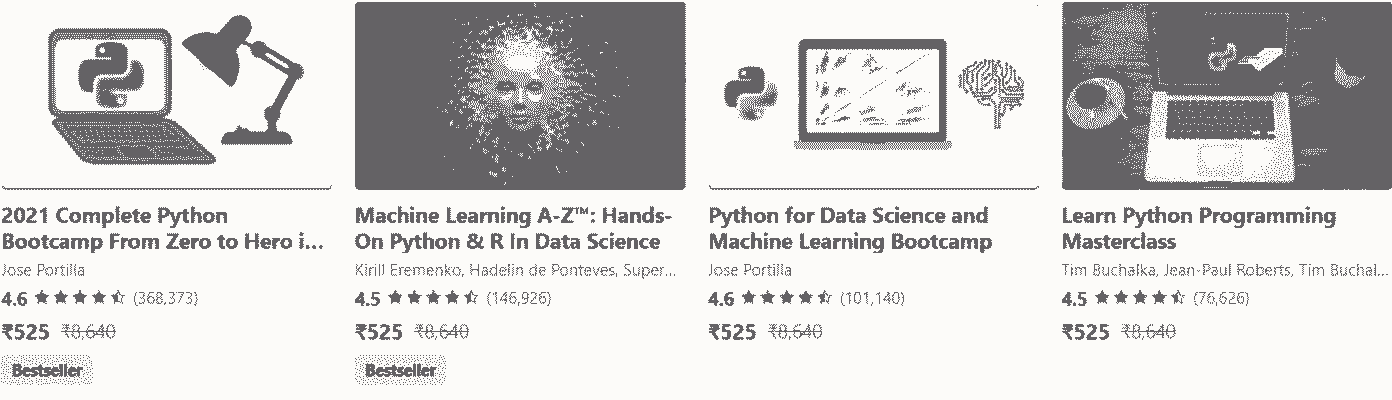 2021 Complete Python
Bootcamp From Zero to Hero i...
Jose Portilla
4.6 (368,373)
₹525 ₹8,640
Bestseller
Machine Learning A-Z™: Hands-
On Python & R In Data Science
Kirill Eremenko, Hadelin de Ponteves, Super...
4.5 (146,926)
₹525 ₹8,640
Bestseller
Python for Data Science and
Machine Learning Bootcamp
Jose Portilla
4.6 (101,140)
₹525 ₹8,640
Learn Python Programming
Masterclass
Tim Buchalka, Jean-Paul Roberts, Tim Buchal...
4.5 (76,626)
₹525 ₹8,640